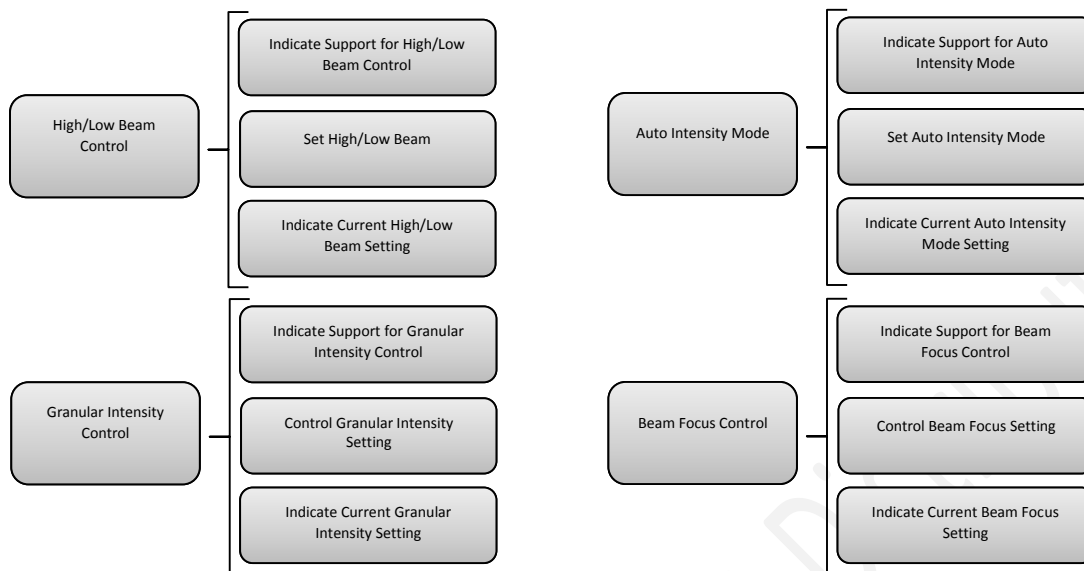 Indicate Support for High/Low
Beam Control
High/Low Beam
Control
Set High/Low Beam
Indicate Current High/Low
Beam Setting
Indicate Support for Auto
Intensity Mode
Auto Intensity Mode
Set Auto Intensity Mode
Indicate Current Auto Intensity
Mode Setting
Indicate Support for Granular
Intensity Control
Granular Intensity
Control
Control Granular Intensity
Setting
Indicate Current Granular
Intensity Setting
Indicate Support for Beam
Focus Control
Beam Focus Control
Control Beam Focus Setting
Indicate Current Beam Focus
Setting